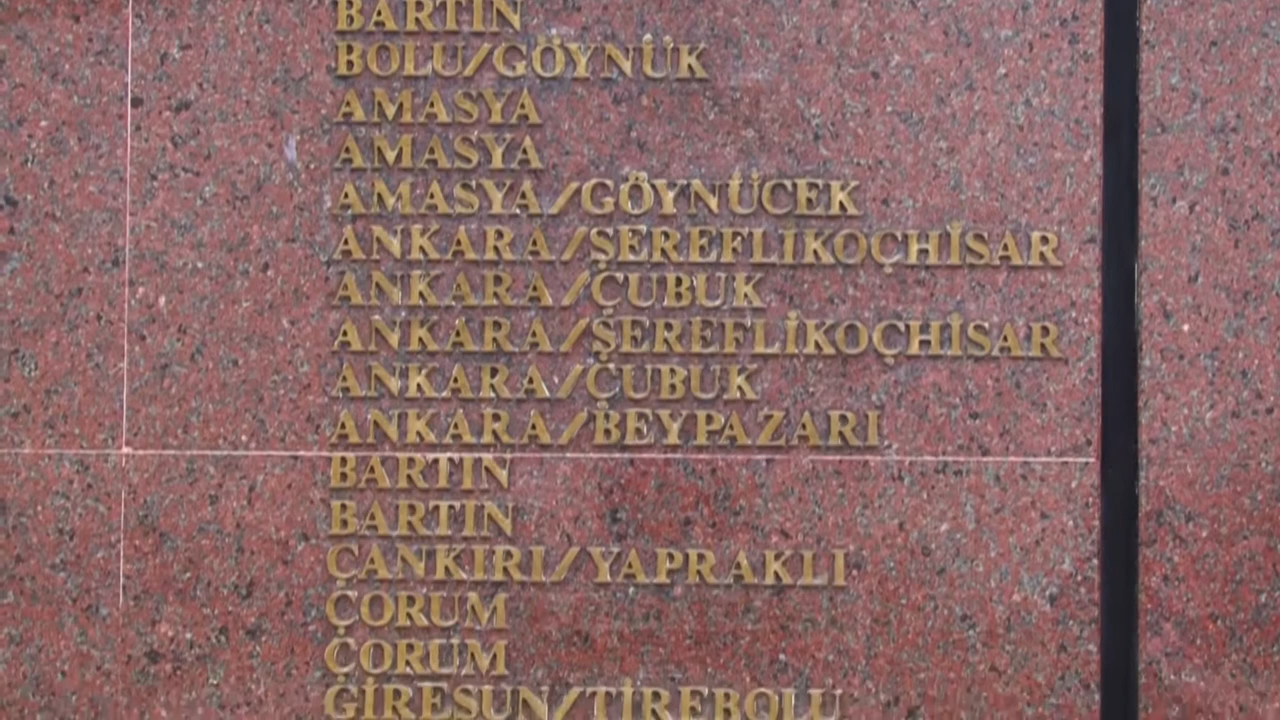 BARTIN
BOLU/GÖYNÜK
AMASYA
AMASYA
AMASYA/GÖYNÜCEK
ANKARA/ŞEREFLİKOÇHİSAR
ANKARA/ÇUBUK
ANKARA/ŞEREFLİKOÇHİSAR
ANKARA/ÇUBUK
ANKARA/BEYPAZARI
BARTIN
BARTIN
ÇANKIRI/YAPRAKLI
ÇORUM
ÇORUM
GİRESUN/TİREBOLU